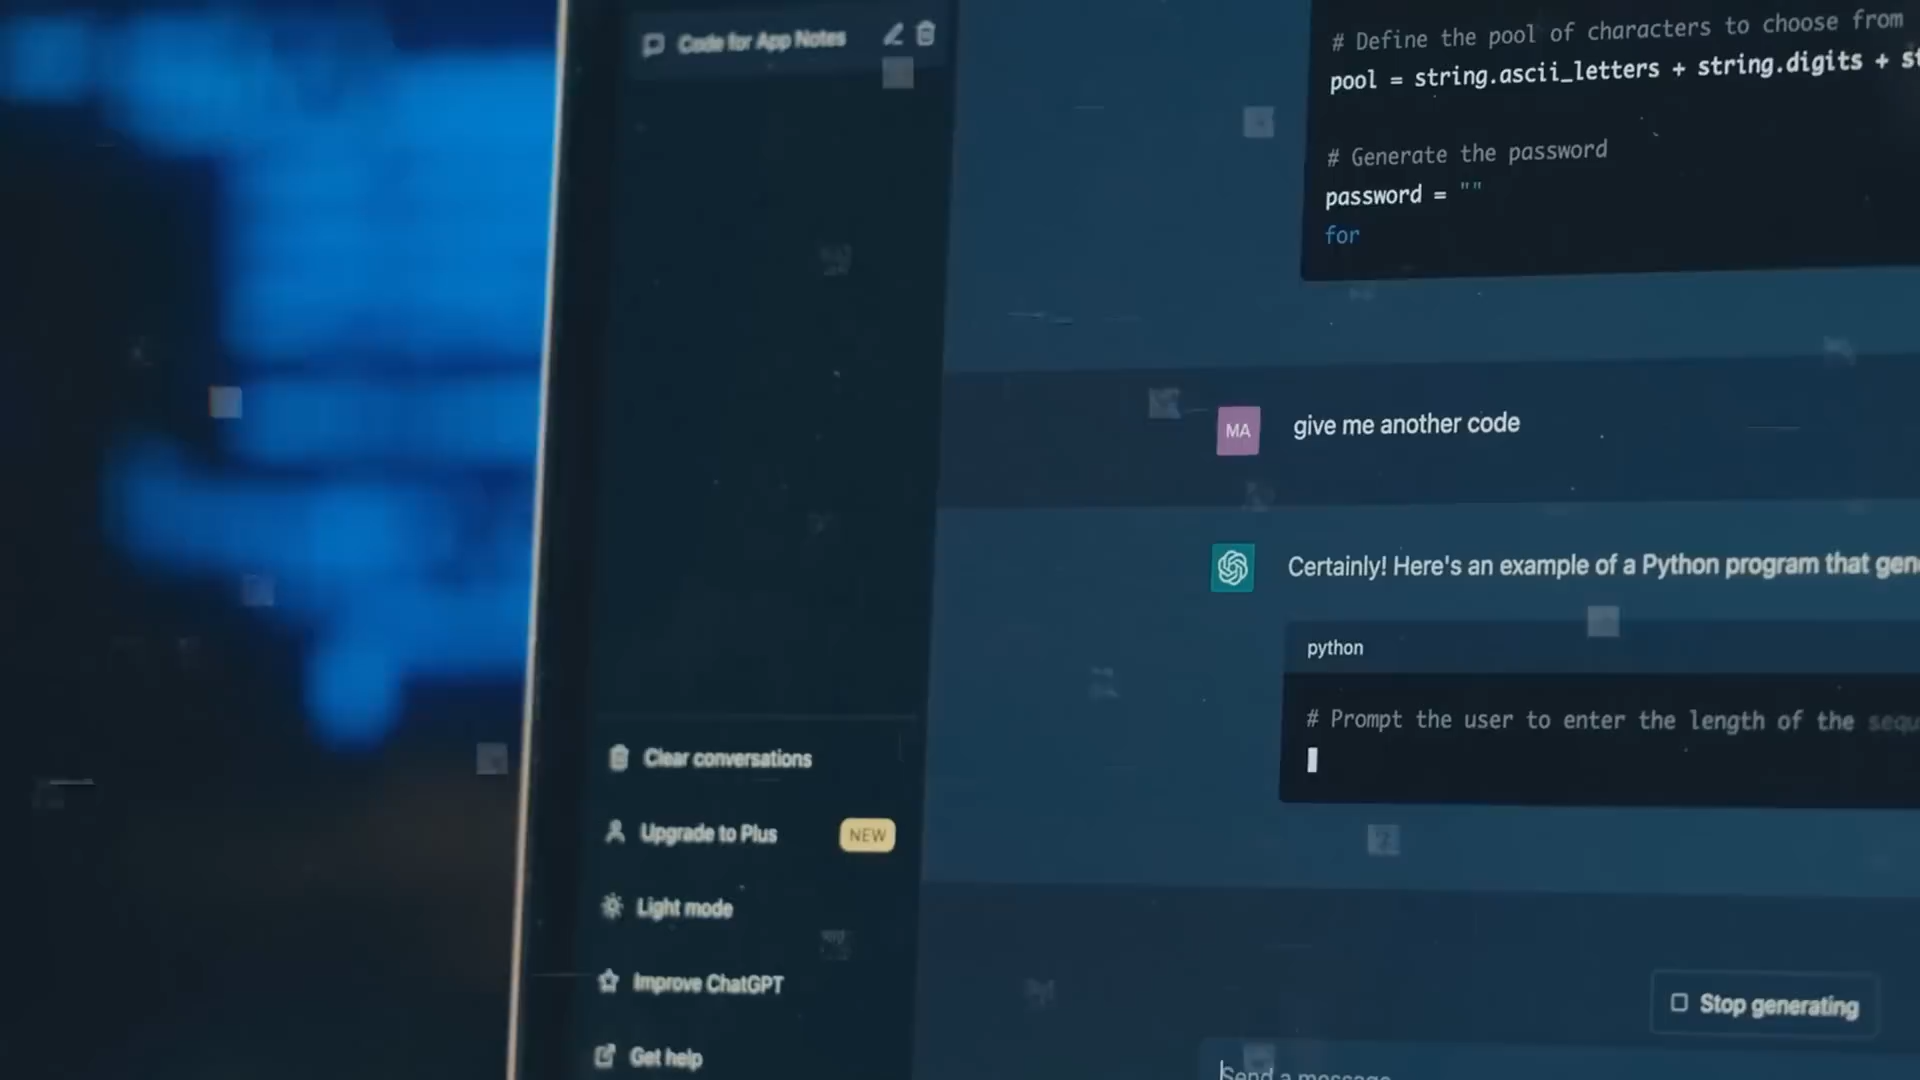 Code for App Notes
# Define the pool of characters to choose from
pool = string.ascii_letters + string.digits +
# Generate the password
password = ""
for
MA
give me another code
Certainly! Here's an example of a Python program that
python
# Prompt the user to enter the length of the
Clear conversations
Upgrade to Plus
NEW
Light mode
Improve ChatGPT
Get help
Stop generating
Send a message